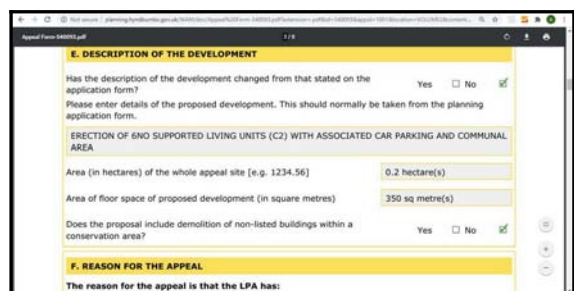 Not secure
Appeal Form-540093.pdf 2 / 8
E. DESCRIPTION OF THE DEVELOPMENT
Has the description of the development changed from that stated on the
application form? Yes No
Please enter details of the proposed development. This should normally be taken from the planning
application form.
ERECTION OF 6NO SUPPORTED LIVING UNITS (C2) WITH ASSOCIATED CAR PARKING AND COMMUNAL
AREA
Area (in hectares) of the whole appeal site [e.g. 1234.56] 0.2 hectare(s)
Area of floor space of proposed development (in square metres) 350 sq metre(s)
Does the proposal include demolition of non-listed buildings within a
conservation area? Yes No
F. REASON FOR THE APPEAL
The reason for the appeal is that the LPA has: